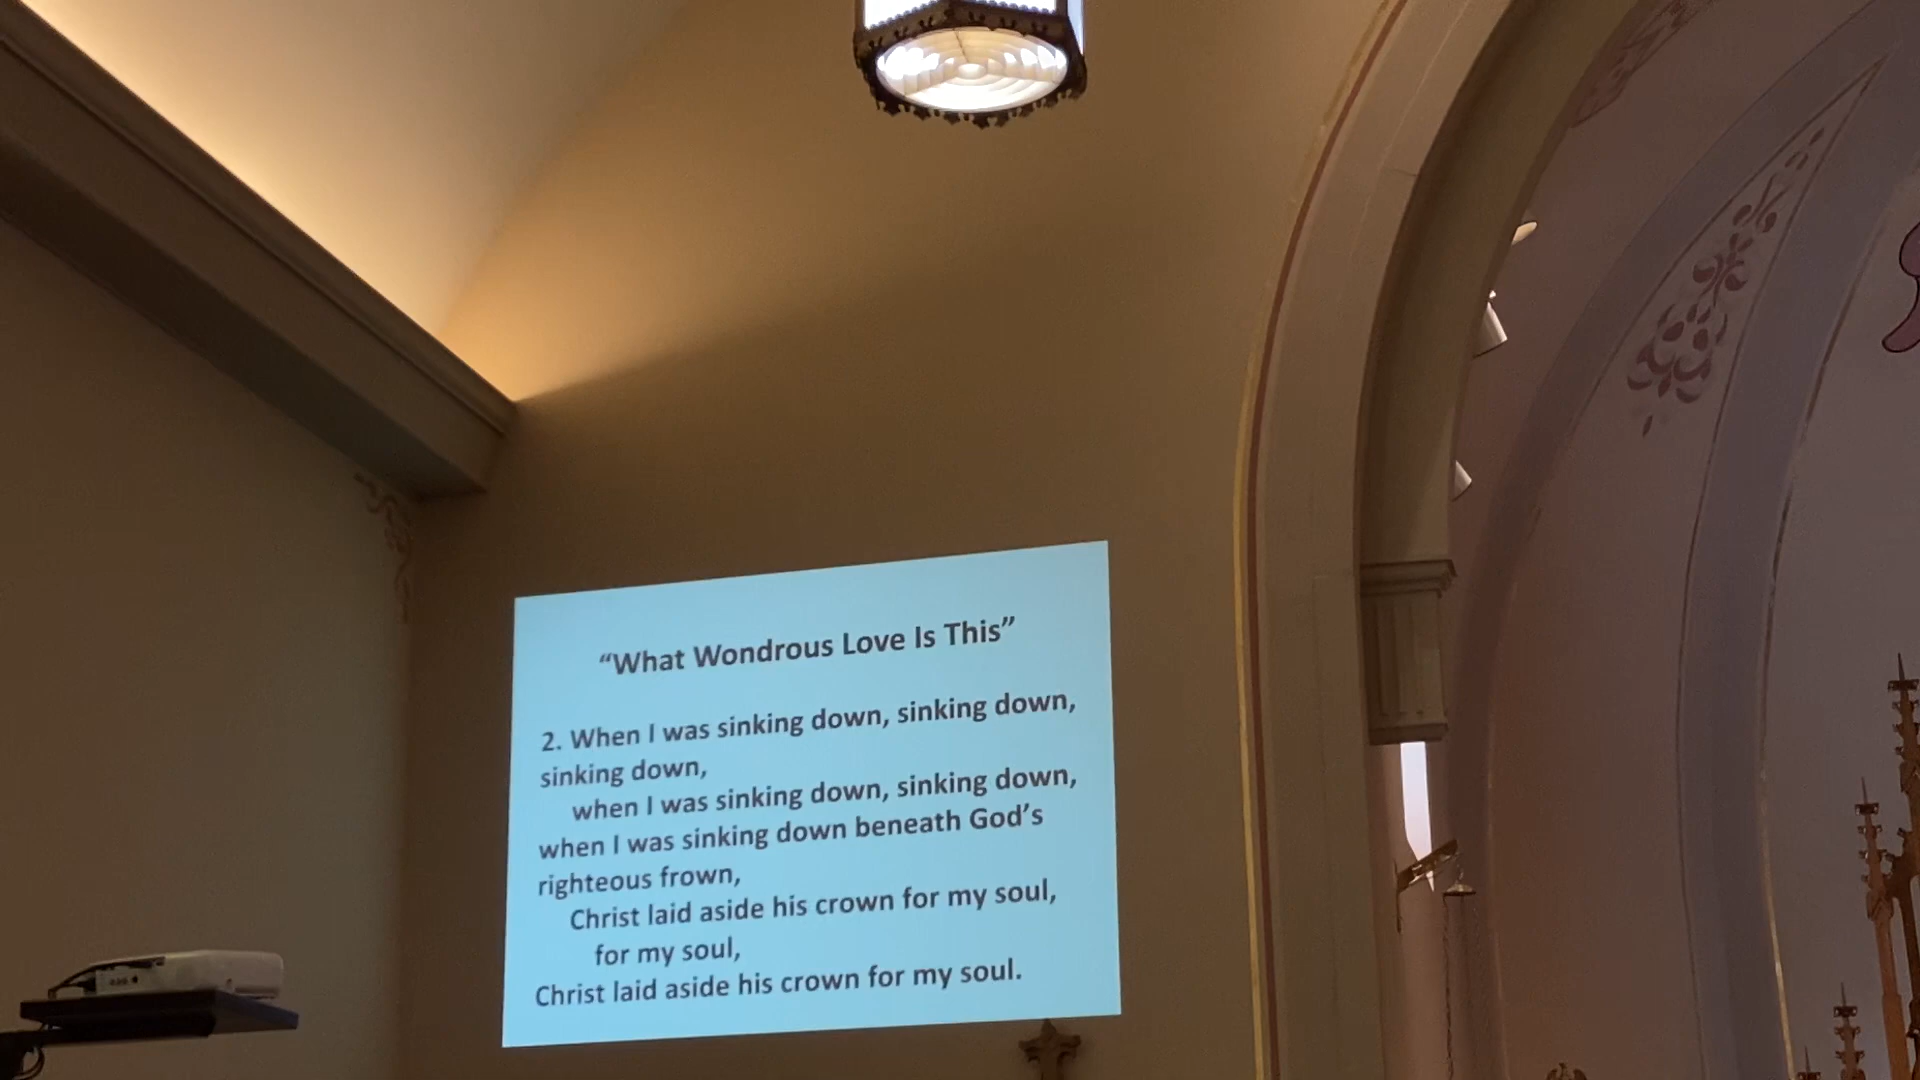 “What Wondrous Love Is This”
2. When I was sinking down, sinking down,
sinking down,
when I was sinking down, sinking down,
when I was sinking down beneath God’s
righteous frown,
Christ laid aside his crown for my soul,
for my soul,
Christ laid aside his crown for my soul.